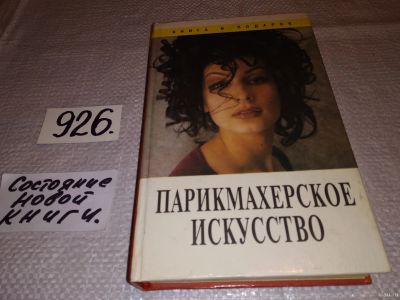 КНИГА В ПОДАРОК
926.
Состояние
новой
книги.
ПАРИКМАХЕРСКОЕ
ИСКУССТВО